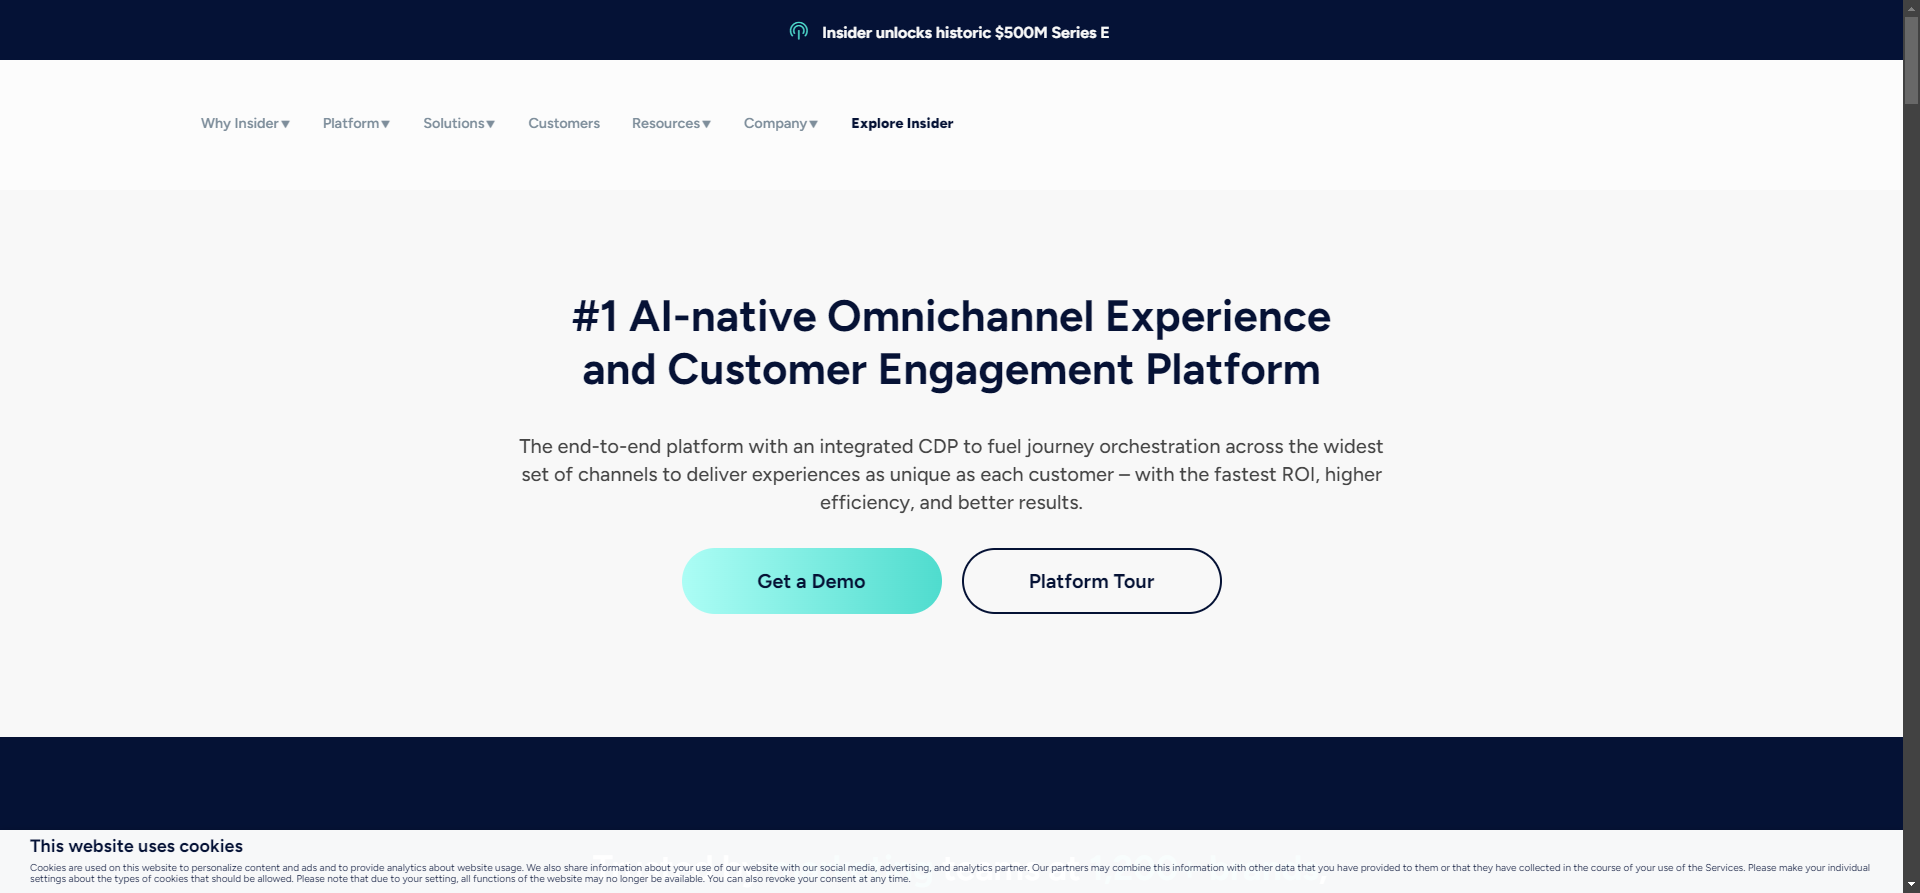 Insider unlocks historic $500M Series E
Why Insider Platform Solutions Customers Resources Company Explore Insider
#1 AI-native Omnichannel Experience
and Customer Engagement Platform
The end-to-end platform with an integrated CDP to fuel journey orchestration across the widest
set of channels to deliver experiences as unique as each customer – with the fastest ROI, higher
efficiency, and better results.
Get a Demo Platform Tour
This website uses cookies
Cookies are used on this website to personalize content and ads and to provide analytics about website usage. We also share information about your use of our website with our social media, advertising, and analytics partner. Our partners may combine this information with other data that you have provided to them or that they have collected in the course of your use of the Services. Please make your individual
settings about the types of cookies that should be allowed. Please note that due to your setting, all functions of the website may no longer be available. You can also revoke your consent at any time.